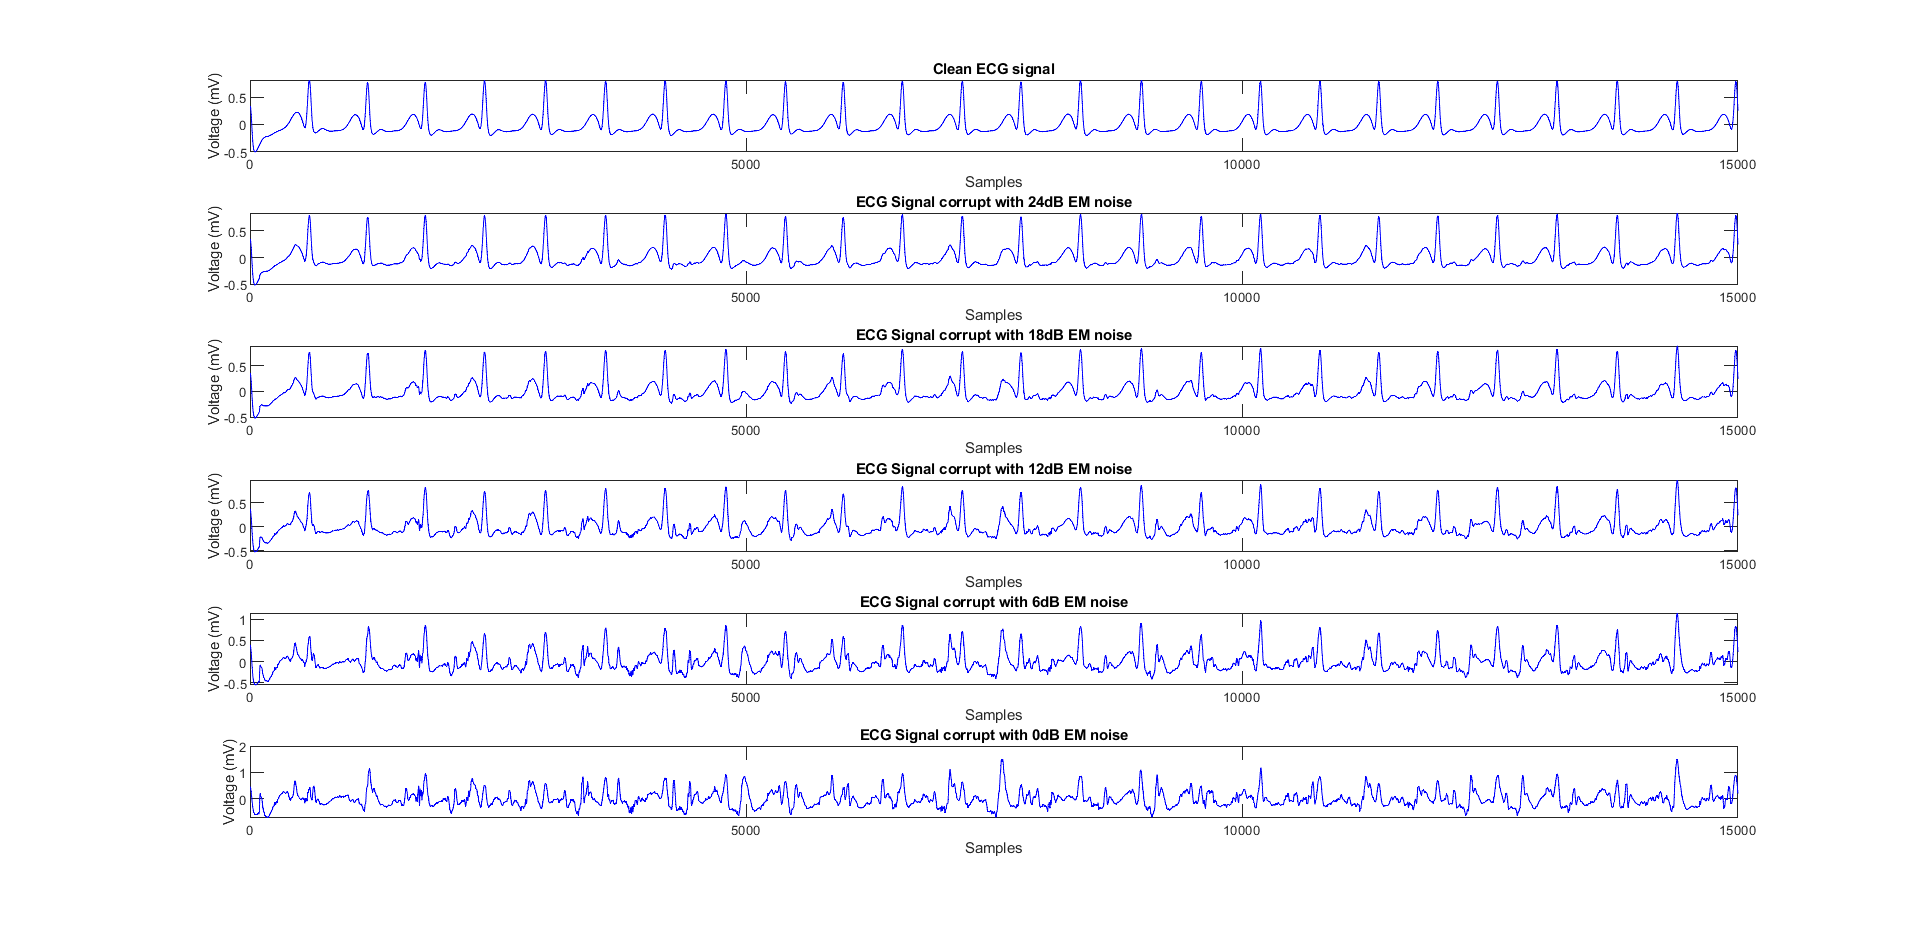 Clean ECG signal
Voltage (mV)
0.5
0
-0.5
0
5000
10000
15000
Samples
ECG Signal corrupt with 24dB EM noise
Voltage (mV)
0.5
0
-0.5
0
5000
10000
15000
Samples
ECG Signal corrupt with 18dB EM noise
Voltage (mV)
0.5
0
-0.5
0
5000
10000
15000
Samples
ECG Signal corrupt with 12dB EM noise
Voltage (mV)
0.5
0
-0.5
0
5000
10000
15000
Samples
ECG Signal corrupt with 6dB EM noise
Voltage (mV)
1
0.5
0
-0.5
0
5000
10000
15000
Samples
ECG Signal corrupt with 0dB EM noise
Voltage (mV)
2
1
0
0
5000
10000
15000
Samples